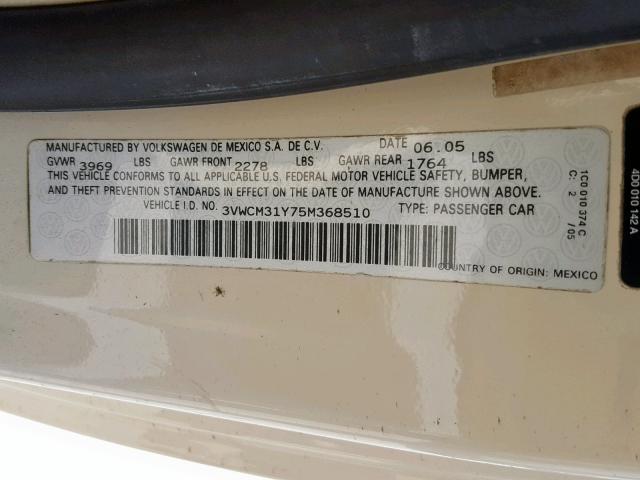 MANUFACTURED BY VOLKSWAGEN DE MEXICO S.A. DE C.V. DATE 06.05
GVWR 3969 LBS GAWR FRONT 2278 LBS GAWR REAR 1764 LBS
THIS VEHICLE CONFORMS TO ALL APPLICABLE U.S. FEDERAL MOTOR VEHICLE SAFETY, BUMPER,
AND THEFT PREVENTION STANDARDS IN EFFECT ON THE DATE OF MANUFACTURE SHOWN ABOVE.
VEHICLE I.D. NO. 3VWCM31Y75M368510 TYPE: PASSENGER CAR
COUNTRY OF ORIGIN: MEXICO
1C0 010 374 C
C: 2 /05
4D0 010 142 A